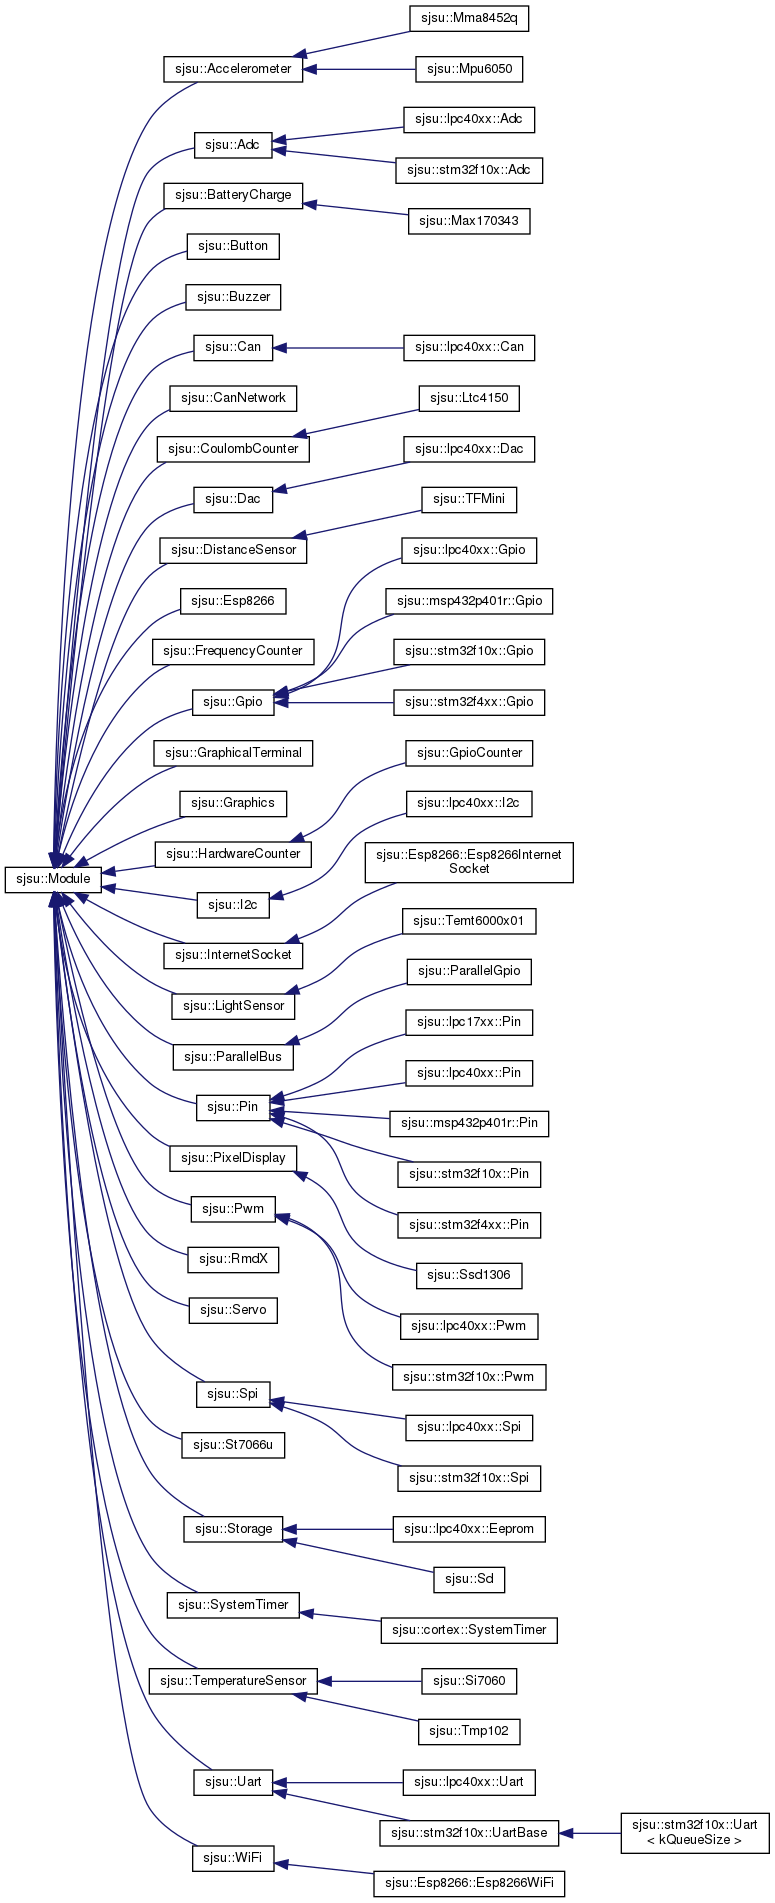 sjsu::Mma8452q
sjsu::Accelerometer
sjsu::Mpu6050
sjsu::lpc40xx::Adc
sjsu::Adc
sjsu::stm32f10x::Adc
sjsu::BatteryCharge
sjsu::Max170343
sjsu::Button
sjsu::Buzzer
sjsu::Can
sjsu::lpc40xx::Can
sjsu::CanNetwork
sjsu::Ltc4150
sjsu::CoulombCounter
sjsu::lpc40xx::Dac
sjsu::Dac
sjsu::TFMini
sjsu::DistanceSensor
sjsu::lpc40xx::Gpio
sjsu::Esp8266
sjsu::msp432p401r::Gpio
sjsu::FrequencyCounter
sjsu::stm32f10x::Gpio
sjsu::Gpio
sjsu::stm32f4xx::Gpio
sjsu::GraphicalTerminal
sjsu::GpioCounter
sjsu::Graphics
sjsu::lpc40xx::I2c
sjsu::HardwareCounter
sjsu::Esp8266::Esp8266Internet
Socket
sjsu::Module
sjsu::I2c
sjsu::Temt6000x01
sjsu::InternetSocket
sjsu::ParallelGpio
sjsu::LightSensor
sjsu::lpc17xx::Pin
sjsu::ParallelBus
sjsu::lpc40xx::Pin
sjsu::Pin
sjsu::msp432p401r::Pin
sjsu::PixelDisplay
sjsu::stm32f10x::Pin
sjsu::Pwm
sjsu::stm32f4xx::Pin
sjsu::RmdX
sjsu::Ssd1306
sjsu::Servo
sjsu::lpc40xx::Pwm
sjsu::stm32f10x::Pwm
sjsu::Spi
sjsu::lpc40xx::Spi
sjsu::St7066u
sjsu::stm32f10x::Spi
sjsu::Storage
sjsu::lpc40xx::Eeprom
sjsu::Sd
sjsu::SystemTimer
sjsu::cortex::SystemTimer
sjsu::TemperatureSensor
sjsu::Si7060
sjsu::Tmp102
sjsu::Uart
sjsu::lpc40xx::Uart
sjsu::stm32f10x::UartBase
sjsu::stm32f10x::Uart
< kQueueSize >
sjsu::WiFi
sjsu::Esp8266::Esp8266WiFi